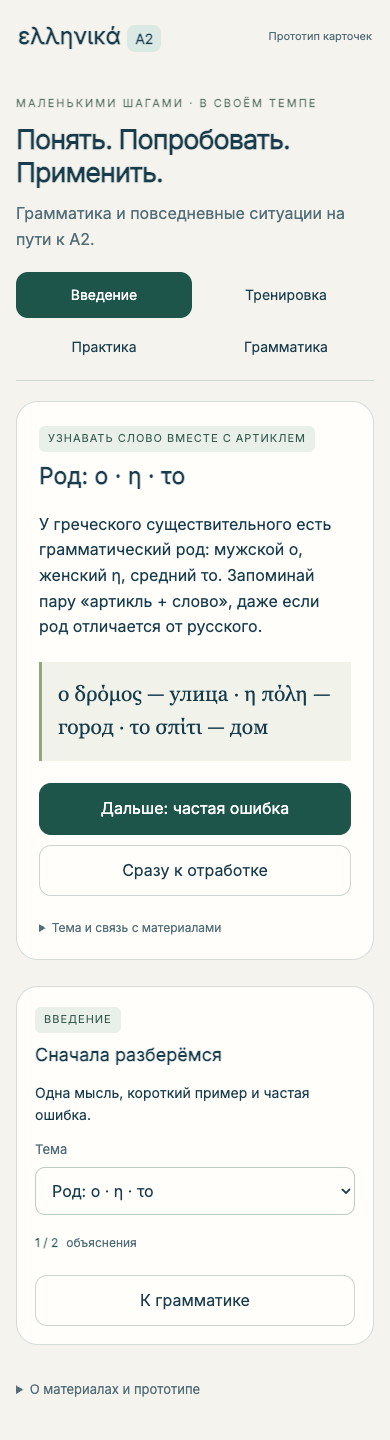 ελληνικά A2
Прототип карточек
МАЛЕНЬКИМИ ШАГАМИ · В СВОЁМ ТЕМПЕ
Понять. Попробовать.
Применить.
Грамматика и повседневные ситуации на
пути к A2.
Введение
Тренировка
Практика
Грамматика
УЗНАВАТЬ СЛОВО ВМЕСТЕ С АРТИКЛЕМ
Род: ο · η · το
У греческого существительного есть
грамматический род: мужской ο,
женский η, средний το. Запоминай
пару «артикль + слово», даже если
род отличается от русского.
ο δρόμος — улица · η πόλη —
город · το σπίτι — дом
Дальше: частая ошибка
Сразу к отработке
▶ Тема и связь с материалами
ВВЕДЕНИЕ
Сначала разберёмся
Одна мысль, короткий пример и частая
ошибка.
Тема
Род: ο · η · το
1 / 2 объяснения
К грамматике
▶ О материалах и прототипе